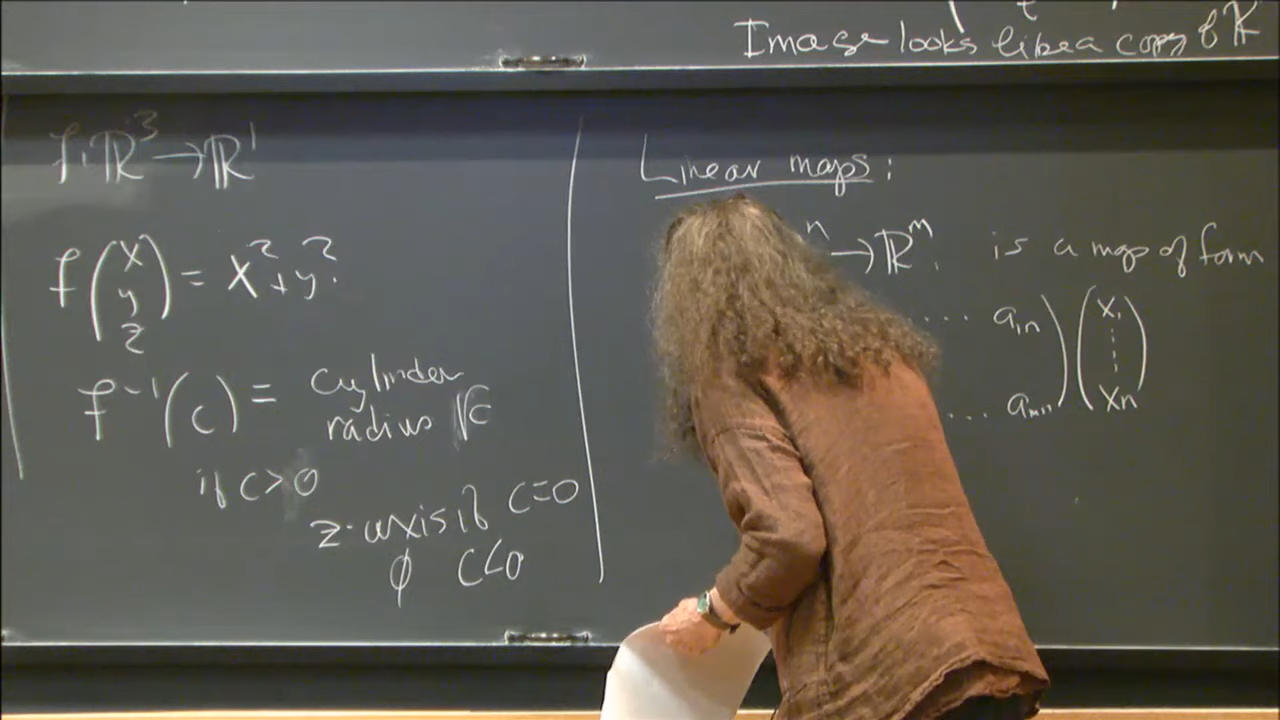 Image looks like a copy of ℝ
f: ℝ³ → ℝ¹
f(x y z) = x² + y².
f⁻¹(c) = cylinder
radius √c
if c > 0
z-axis if c = 0
∅ c < 0
Linear maps:
n → ℝᵐ. is a map of form
... a₁ₙ) (x₁
... aₘₙ) xₙ)